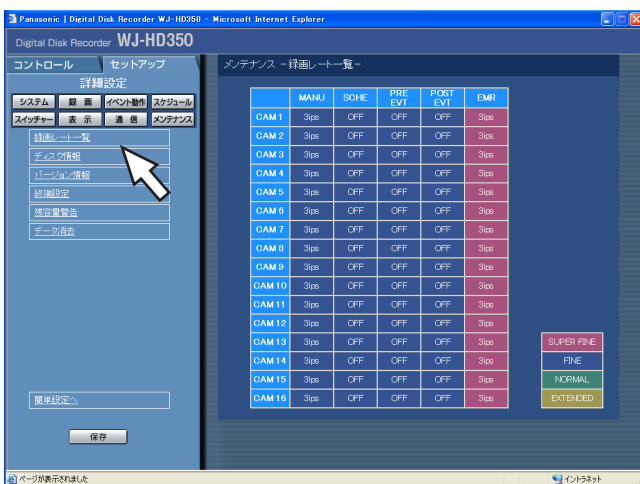 Panasonic | Digital Disk Recorder WJ-HD350 - Microsoft Internet Explorer
Digital Disk Recorder WJ-HD350
コントロール セットアップ
詳細設定
システム 録 画 イベント動作 スケジュール
スイッチャー 表 示 通 信 メンテナンス
録画レート一覧
ディスク情報
バージョン情報
終端設定
残容量警告
データ消去
簡単設定へ
保存
メンテナンス －録画レート一覧－
MANU SCHE PRE EVT POST EVT EMR
CAM 1 3ips OFF OFF OFF 3ips
CAM 2 3ips OFF OFF OFF 3ips
CAM 3 3ips OFF OFF OFF 3ips
CAM 4 3ips OFF OFF OFF 3ips
CAM 5 3ips OFF OFF OFF 3ips
CAM 6 3ips OFF OFF OFF 3ips
CAM 7 3ips OFF OFF OFF 3ips
CAM 8 3ips OFF OFF OFF 3ips
CAM 9 3ips OFF OFF OFF 3ips
CAM 10 3ips OFF OFF OFF 3ips
CAM 11 3ips OFF OFF OFF 3ips
CAM 12 3ips OFF OFF OFF 3ips
CAM 13 3ips OFF OFF OFF 3ips
CAM 14 3ips OFF OFF OFF 3ips
CAM 15 3ips OFF OFF OFF 3ips
CAM 16 3ips OFF OFF OFF 3ips
SUPER FINE
FINE
NORMAL
EXTENDED
ページが表示されました イントラネット